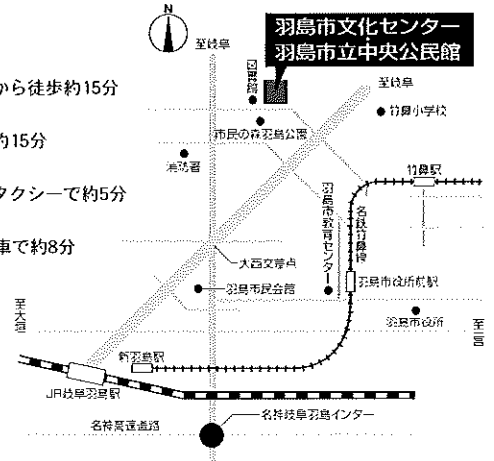 N
羽島市文化センター
羽島市立中央公民館
至岐阜
至岐阜
から徒歩約15分
図書館
竹鼻小学校
約15分
市民の森羽島公園
消防署
竹鼻駅
タクシーで約5分
羽島市教育センター
名鉄竹鼻線
車で約8分
大西交差点
羽島市民会館
羽島市役所前駅
至大垣
羽島市役所
至一宮
新羽島駅
JR岐阜羽島駅
名神岐阜羽島インター
名神高速道路